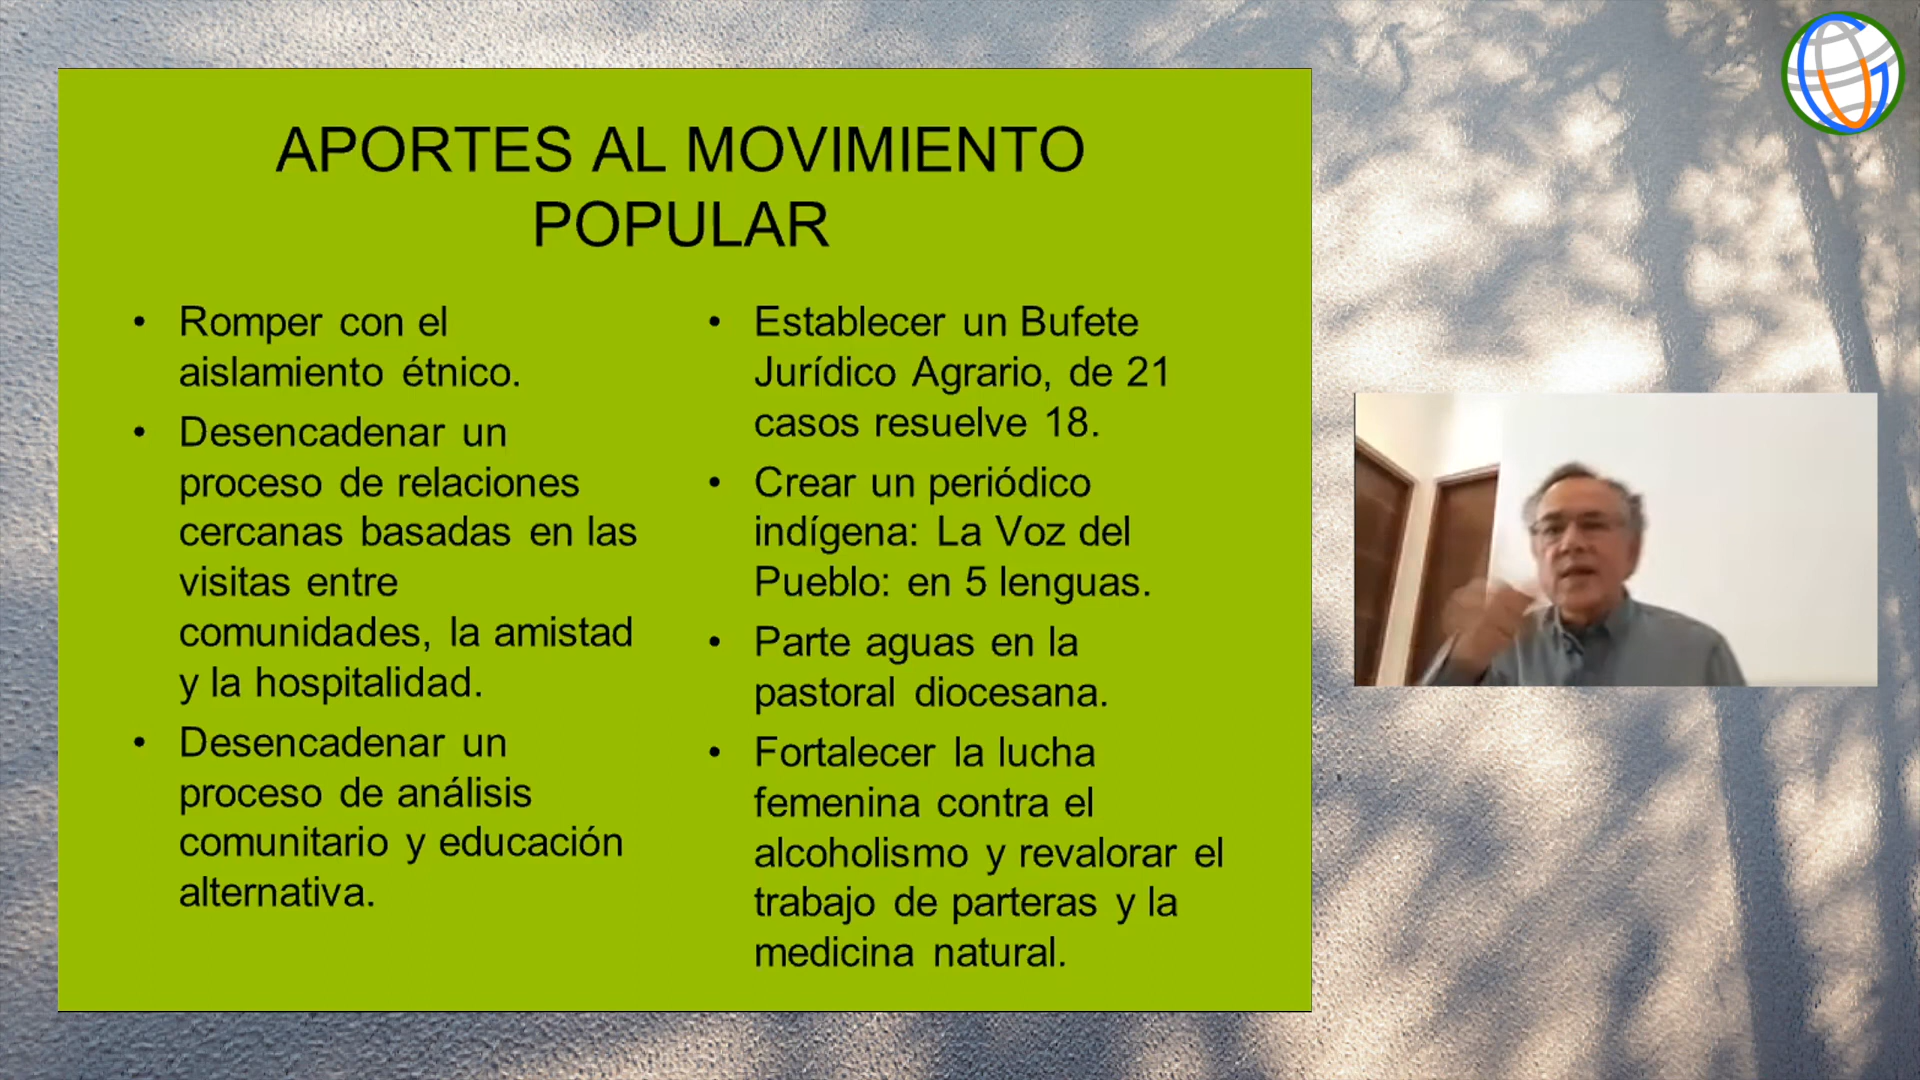 APORTES AL MOVIMIENTO
POPULAR
• Romper con el
aislamiento étnico.
• Desencadenar un
proceso de relaciones
cercanas basadas en las
visitas entre
comunidades, la amistad
y la hospitalidad.
• Desencadenar un
proceso de análisis
comunitario y educación
alternativa.
• Establecer un Bufete
Jurídico Agrario, de 21
casos resuelve 18.
• Crear un periódico
indígena: La Voz del
Pueblo: en 5 lenguas.
• Parte aguas en la
pastoral diocesana.
• Fortalecer la lucha
femenina contra el
alcoholismo y revalorar el
trabajo de parteras y la
medicina natural.